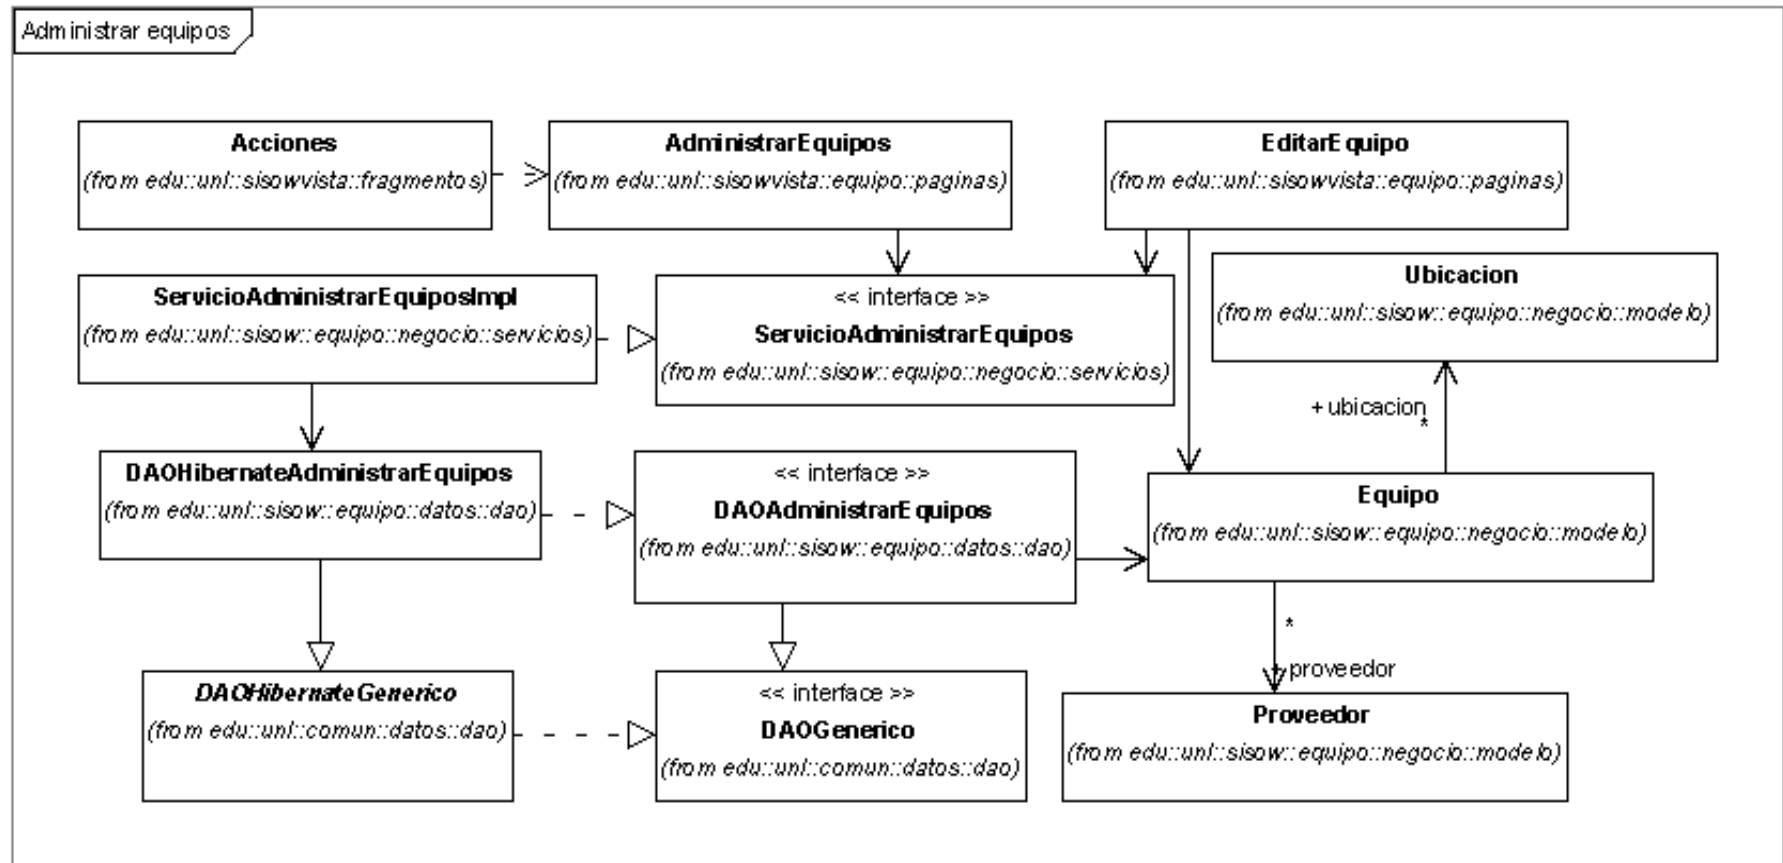 Administrar equipos
Acciones
(from edu::unl::sisowvista::fragmentos)
AdministrarEquipos
(from edu::unl::sisowvista::equipo::paginas)
EditarEquipo
(from edu::unl::sisowvista::equipo::paginas)
ServicioAdministrarEquiposImpl
(from edu::unl::sisow::equipo::negocio::servicios)
<< interface >>
ServicioAdministrarEquipos
(from edu::unl::sisow::equipo::negocio::servicios)
Ubicacion
(from edu::unl::sisow::equipo::negocio::modelo)
+ ubicacion
*
DAOHibernateAdministrarEquipos
(from edu::unl::sisow::equipo::datos::dao)
<< interface >>
DAOAdministrarEquipos
(from edu::unl::sisow::equipo::datos::dao)
Equipo
(from edu::unl::sisow::equipo::negocio::modelo)
*
proveedor
DAOHibernateGenerico
(from edu::unl::comun::datos::dao)
<< interface >>
DAOGenerico
(from edu::unl::comun::datos::dao)
Proveedor
(from edu::unl::sisow::equipo::negocio::modelo)